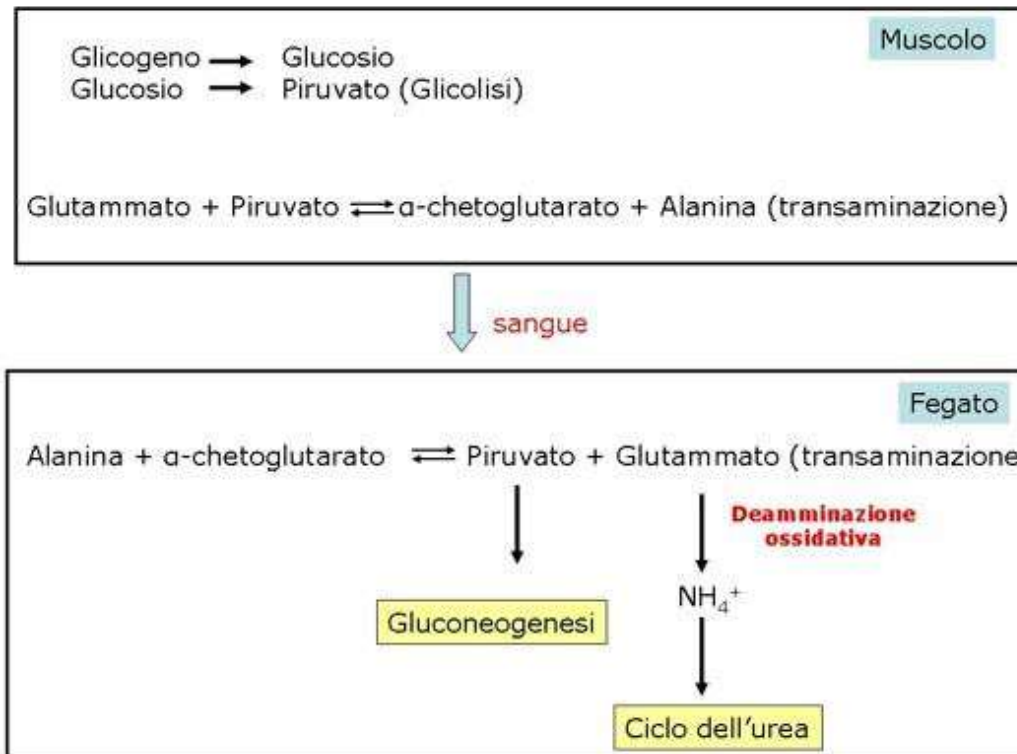 Muscolo
Glicogeno Glucosio
Glucosio Piruvato (Glicolisi)
Glutammato + Piruvato ⇌ α-chetoglutarato + Alanina (transaminazione)
sangue
Fegato
Alanina + α-chetoglutarato ⇌ Piruvato + Glutammato (transaminazione
Deamminazione
ossidativa
NH₄⁺
Gluconeogenesi
Ciclo dell'urea